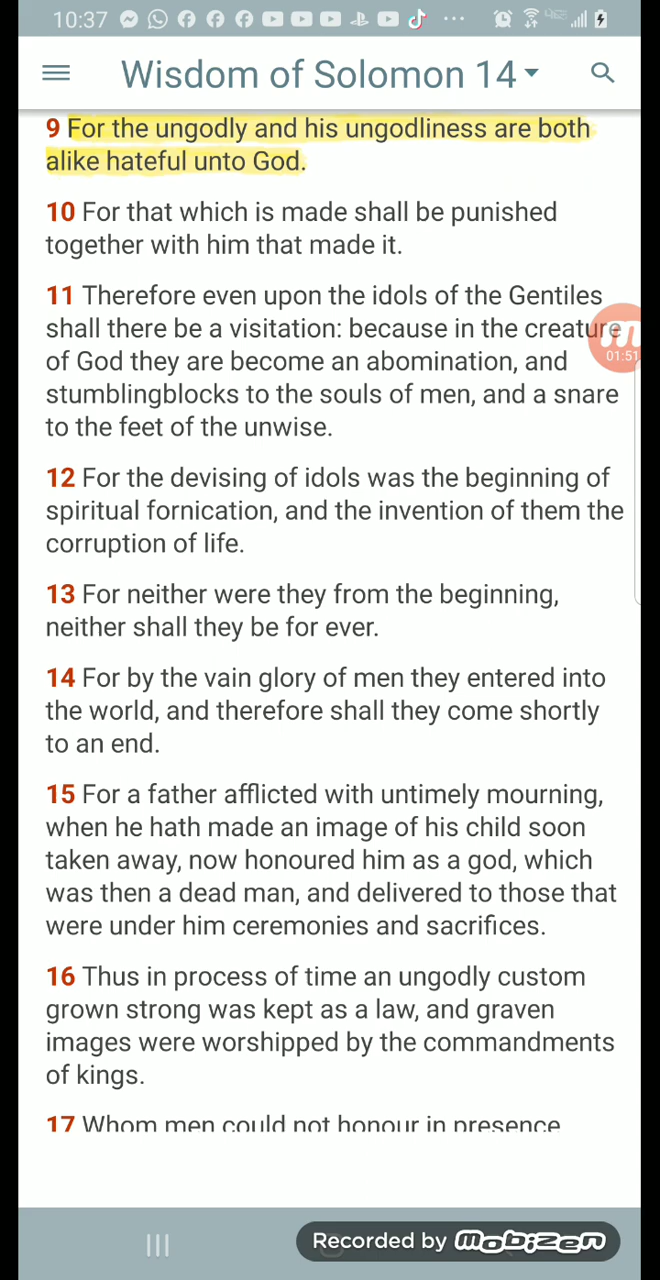 10:37
Wisdom of Solomon 14
9 For the ungodly and his ungodliness are both
alike hateful unto God.
10 For that which is made shall be punished
together with him that made it.
11 Therefore even upon the idols of the Gentiles
shall there be a visitation: because in the creature
of God they are become an abomination, and
stumblingblocks to the souls of men, and a snare
to the feet of the unwise.
01:51
12 For the devising of idols was the beginning of
spiritual fornication, and the invention of them the
corruption of life.
13 For neither were they from the beginning,
neither shall they be for ever.
14 For by the vain glory of men they entered into
the world, and therefore shall they come shortly
to an end.
15 For a father afflicted with untimely mourning,
when he hath made an image of his child soon
taken away, now honoured him as a god, which
was then a dead man, and delivered to those that
were under him ceremonies and sacrifices.
16 Thus in process of time an ungodly custom
grown strong was kept as a law, and graven
images were worshipped by the commandments
of kings.
17 Whom men could not honour in presence
Recorded by mobizen